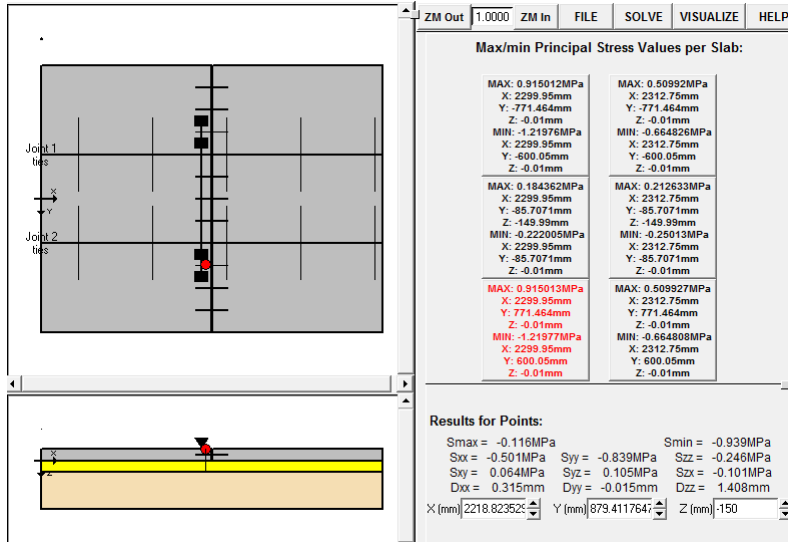 ZM Out 1.0000 ZM In FILE SOLVE VISUALIZE HELP
Max/min Principal Stress Values per Slab:
MAX: 0.915012MPa
X: 2299.95mm
Y: -771.464mm
Z: -0.01mm
MIN: -1.21976MPa
X: 2299.95mm
Y: -600.05mm
Z: -0.01mm
MAX: 0.50992MPa
X: 2312.75mm
Y: -771.464mm
Z: -0.01mm
MIN: -0.664826MPa
X: 2312.75mm
Y: -600.05mm
Z: -0.01mm
MAX: 0.184362MPa
X: 2299.95mm
Y: -85.7071mm
Z: -149.99mm
MIN: -0.222005MPa
X: 2299.95mm
Y: -85.7071mm
Z: -0.01mm
MAX: 0.212633MPa
X: 2312.75mm
Y: -85.7071mm
Z: -149.99mm
MIN: -0.25013MPa
X: 2312.75mm
Y: -85.7071mm
Z: -0.01mm
MAX: 0.915013MPa
X: 2299.95mm
Y: 771.464mm
Z: -0.01mm
MIN: -1.21977MPa
X: 2299.95mm
Y: 600.05mm
Z: -0.01mm
MAX: 0.509927MPa
X: 2312.75mm
Y: 771.464mm
Z: -0.01mm
MIN: -0.664808MPa
X: 2312.75mm
Y: 600.05mm
Z: -0.01mm
Joint 1
ties
X
Y
Joint 2
ties
X
Z
Results for Points:
Smax = -0.116MPa Smin = -0.939MPa
Sxx = -0.501MPa Syy = -0.839MPa Szz = -0.246MPa
Sxy = 0.064MPa Syz = 0.105MPa Szx = -0.101MPa
Dxx = 0.315mm Dyy = -0.015mm Dzz = 1.408mm
X (mm) 2218.823529 Y (mm) 879.4117647 Z (mm) -150